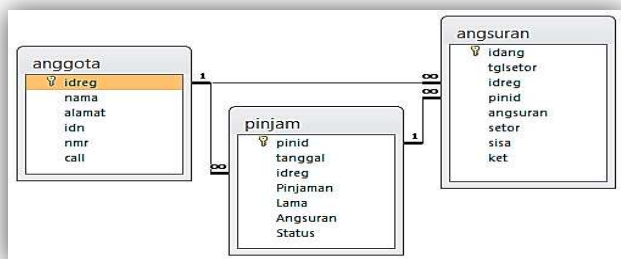 anggota
idreg
nama
alamat
idn
nmr
call
1
∞
pinjam
pinid
tanggal
idreg
Pinjaman
Lama
Angsuran
Status
1
∞
∞
angsuran
idang
tglsetor
idreg
pinid
angsuran
setor
sisa
ket